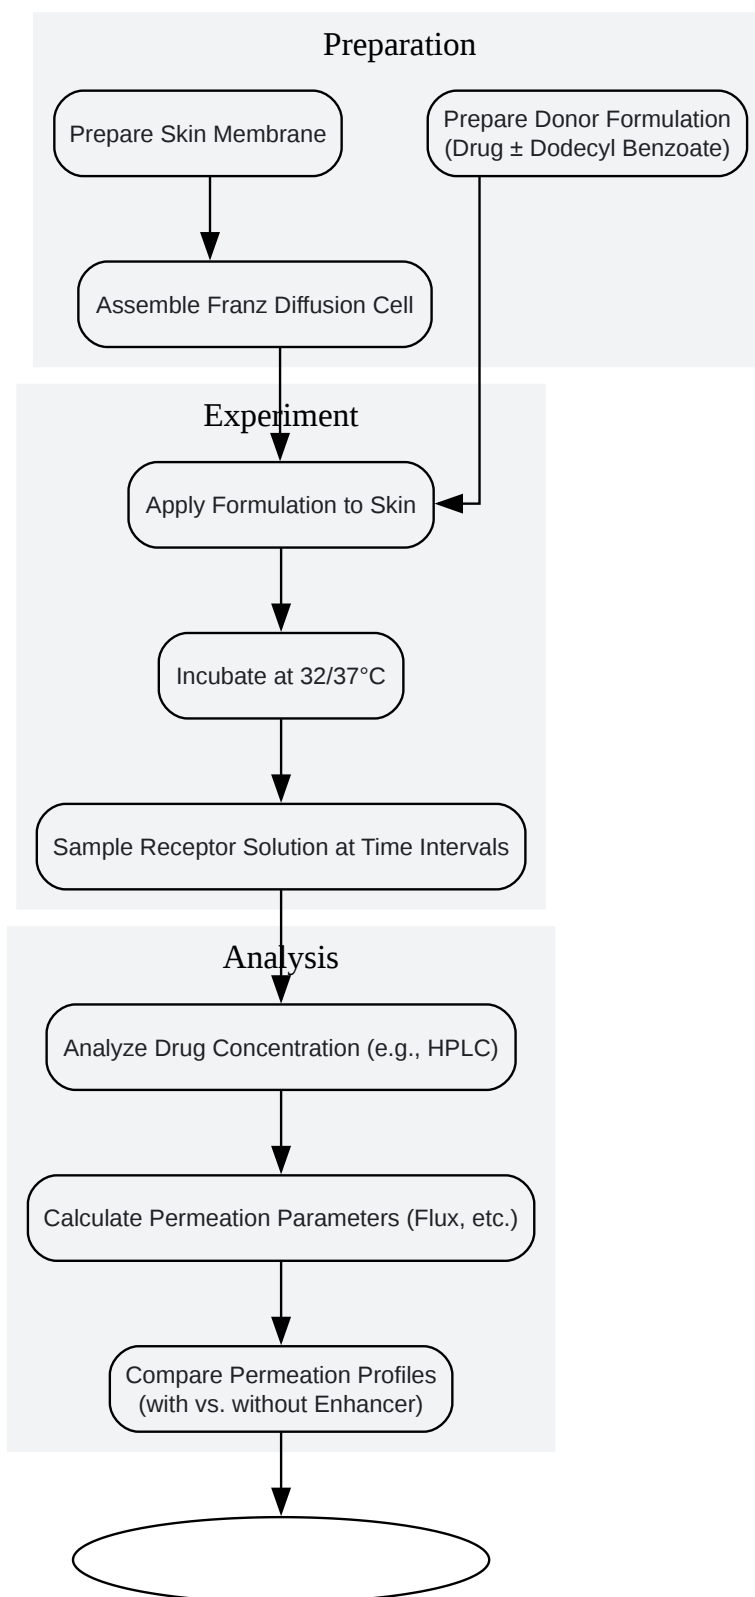 Preparation
Prepare Skin Membrane
Prepare Donor Formulation
(Drug ± Dodecyl Benzoate)
Assemble Franz Diffusion Cell
Experiment
Apply Formulation to Skin
Incubate at 32/37°C
Sample Receptor Solution at Time Intervals
Analysis
Analyze Drug Concentration (e.g., HPLC)
Calculate Permeation Parameters (Flux, etc.)
Compare Permeation Profiles
(with vs. without Enhancer)